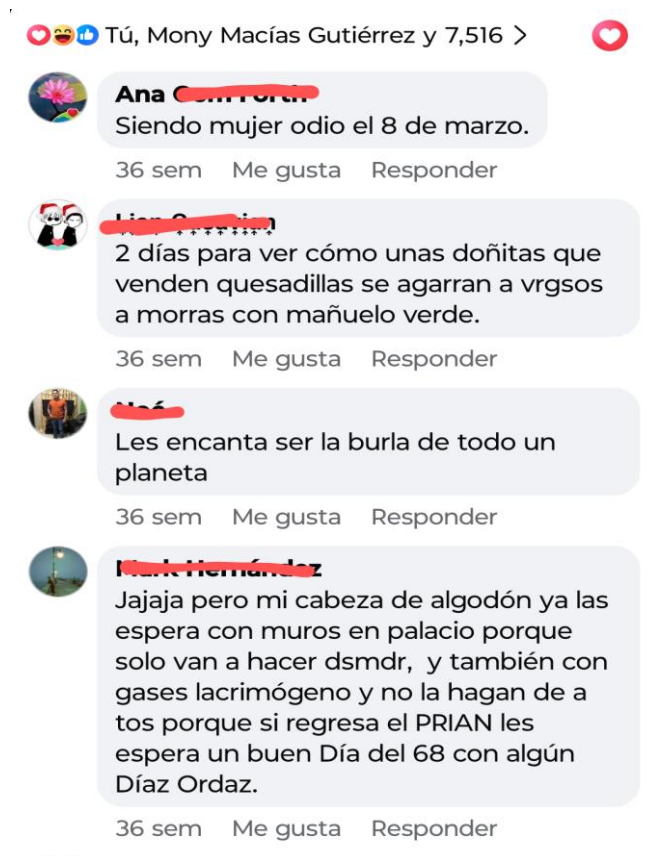 Tú, Mony Macías Gutiérrez y 7,516 >
Ana
Siendo mujer odio el 8 de marzo.
36 sem Me gusta Responder
2 días para ver cómo unas doñitas que
venden quesadillas se agarran a vrgsos
a morras con mañuelo verde.
36 sem Me gusta Responder
Les encanta ser la burla de todo un
planeta
36 sem Me gusta Responder
Jajaja pero mi cabeza de algodón ya las
espera con muros en palacio porque
solo van a hacer dsmdr, y también con
gases lacrimógeno y no la hagan de a
tos porque si regresa el PRIAN les
espera un buen Día del 68 con algún
Díaz Ordaz.
36 sem Me gusta Responder